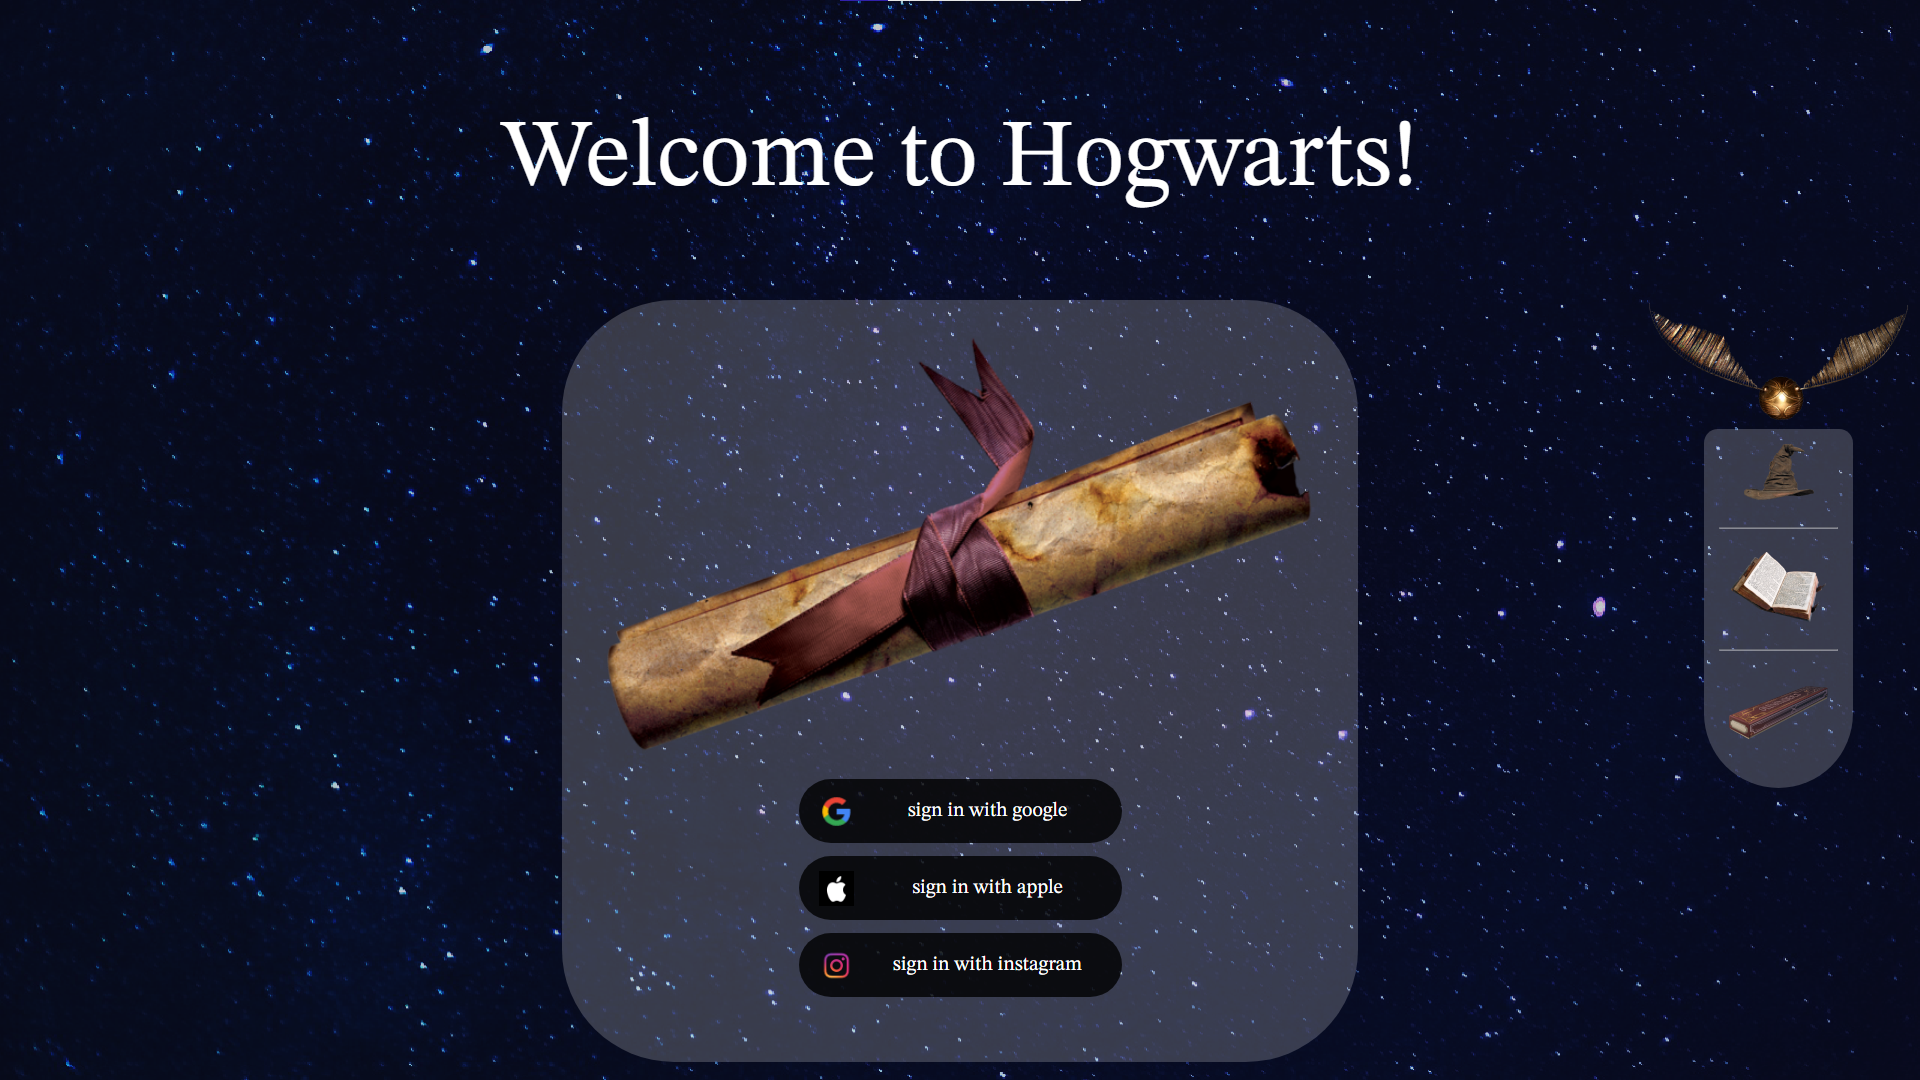 Welcome to Hogwarts!
sign in with google
sign in with apple
sign in with instagram